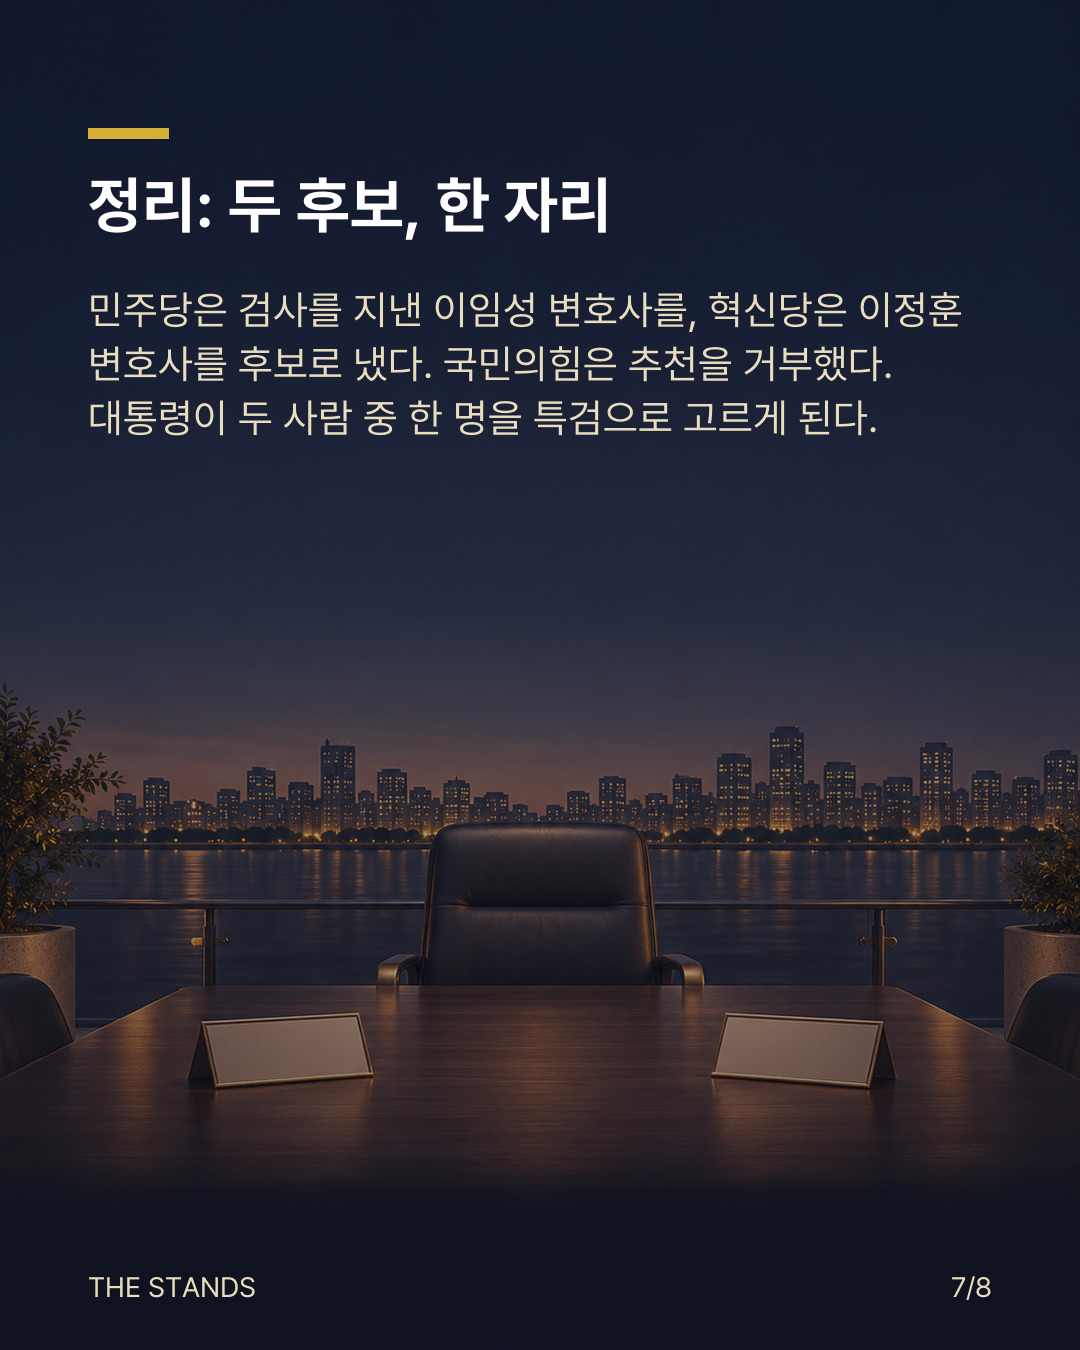 정리: 두 후보, 한 자리
민주당은 검사를 지낸 이임성 변호사를, 혁신당은 이정훈
변호사를 후보로 냈다. 국민의힘은 추천을 거부했다.
대통령이 두 사람 중 한 명을 특검으로 고르게 된다.
THE STANDS
7/8